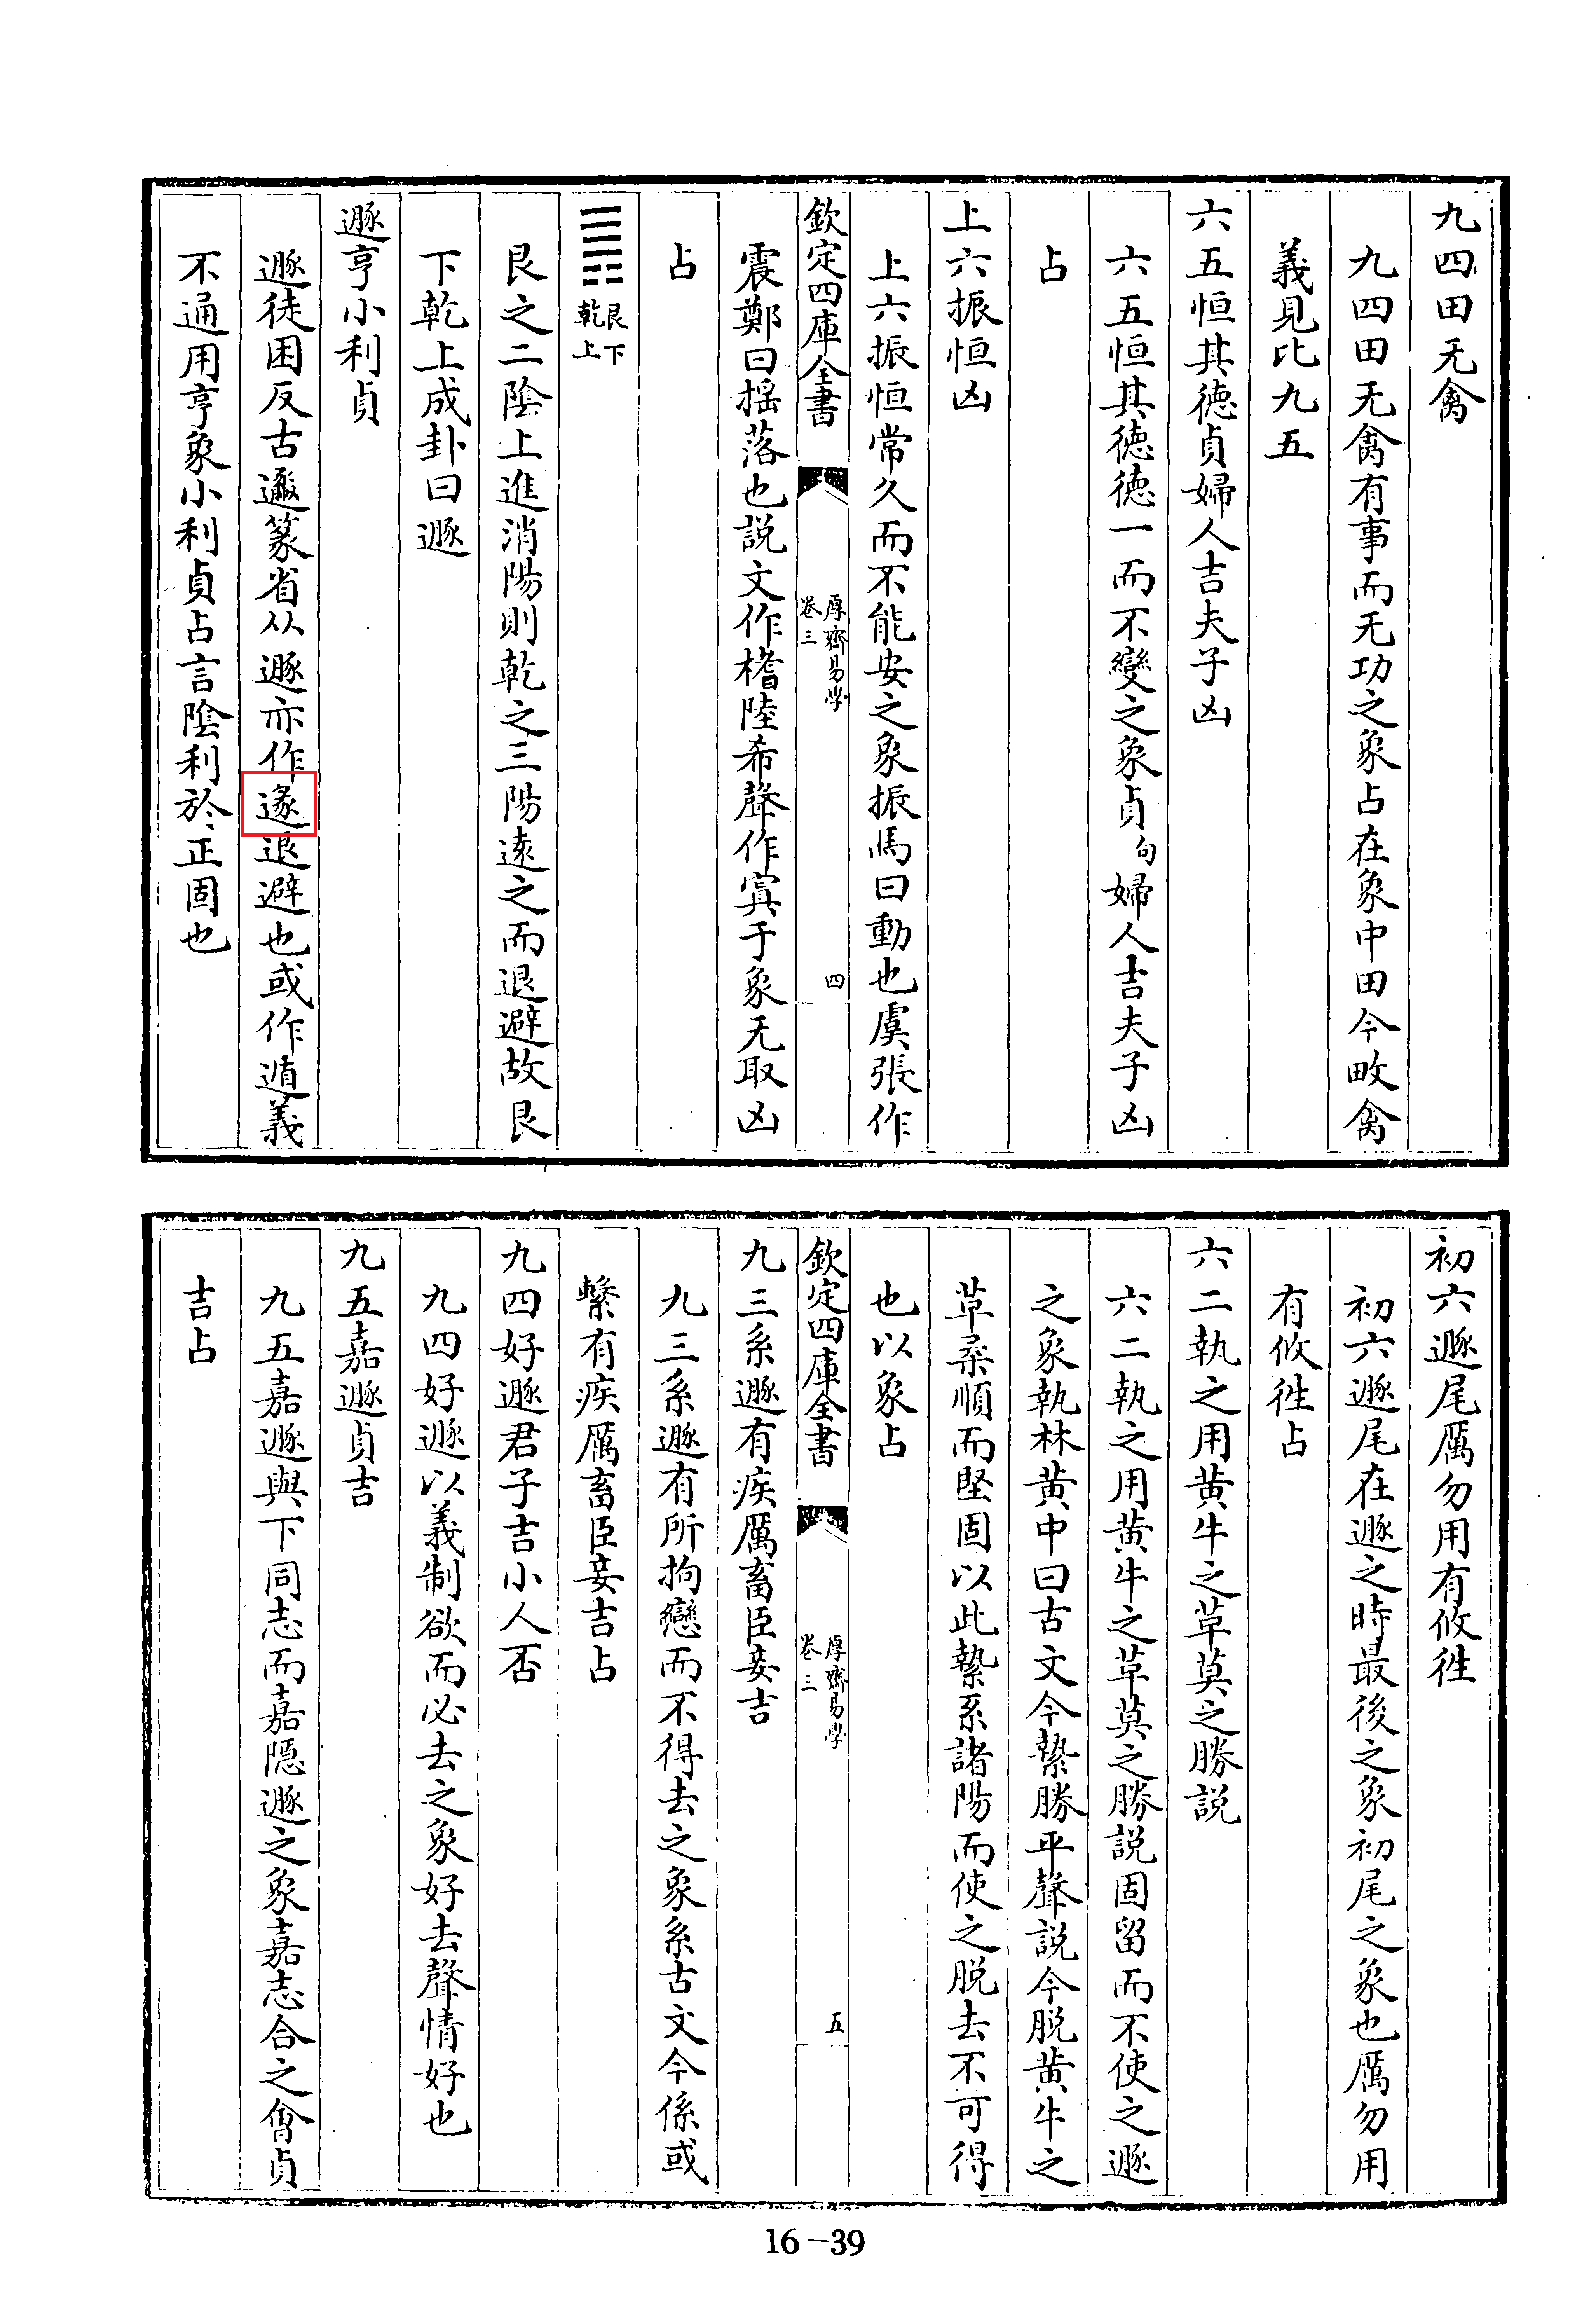 九四田无禽
九四田无禽有事而无功之象占在象中田今畋禽
義見比九五
六五恒其徳貞婦人吉夫子凶
六五恒其徳徳一而不變之象貞句婦人吉夫子凶
占
上六振恒凶
上六振恒常久而不能安之象振馬曰動也虞張作
欽定四庫全書
厚齋易學
卷三
四
震鄭曰揺落也説文作榰陸希聲作寘于象无取凶
占
䷠艮下
乾上
艮之二陰上進消陽則乾之三陽逺之而退避故艮
下乾上成卦曰遯
遯亨小利貞
遯徒困反古篆省从遯亦作退避也或作遁義
不通用亨象小利貞占言陰利於正固也
初六遯尾厲勿用有攸往
初六遯尾在遯之時最後之象初尾之象也厲勿用
有攸徃占
六二執之用黄牛之草莫之勝説
六二執之用黄牛之草莫之勝説固留而不使之遯
之象執林黄中曰古文今縶勝平聲説今脱黄牛之
草柔順而堅固以此縶系諸陽而使之脱去不可得
也以象占
欽定四庫全書
厚齋易學
卷三
五
九三系遯有疾厲畜臣妾吉
九三系遯有所拘戀而不得去之象系古文今係或
繫有疾厲畜臣妾吉占
九四好遯君子吉小人否
九四好遯以義制欲而必去之象好去聲情好也
九五嘉遯貞吉
九五嘉遯與下同志而嘉隠遯之象嘉志合之會貞
吉占
16-39